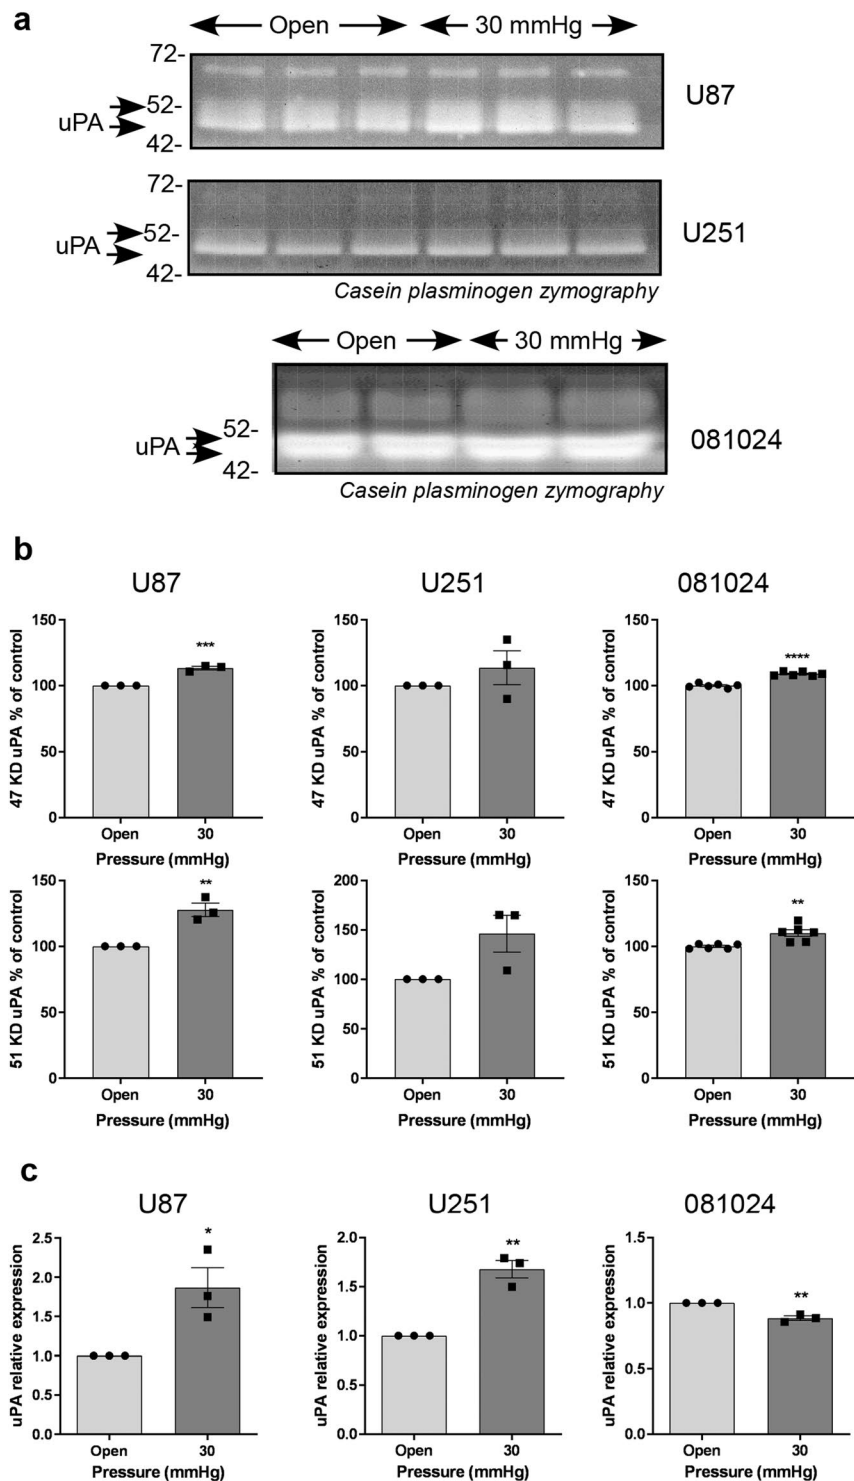 a
Open 30 mmHg
72-
uPA 52-
42-
U87
72-
uPA 52-
42-
U251
Casein plasminogen zymography
Open 30 mmHg
uPA 52-
42-
081024
Casein plasminogen zymography
b
U87
47 KD uPA % of control
150
100
50
0
***
Open 30
Pressure (mmHg)
U251
47 KD uPA % of control
150
100
50
0
Open 30
Pressure (mmHg)
081024
47 KD uPA % of control
150
100
50
0
****
Open 30
Pressure (mmHg)
51 KD uPA % of control
150
100
50
0
**
Open 30
Pressure (mmHg)
51 KD uPA % of control
200
150
100
50
0
Open 30
Pressure (mmHg)
51 KD uPA % of control
150
100
50
0
**
Open 30
Pressure (mmHg)
c
U87
uPA relative expression
2.5
2.0
1.5
1.0
0.5
0.0
*
Open 30
Pressure (mmHg)
U251
uPA relative expression
2.0
1.5
1.0
0.5
0.0
**
Open 30
Pressure (mmHg)
081024
uPA relative expression
1.5
1.0
0.5
0.0
**
Open 30
Pressure (mmHg)